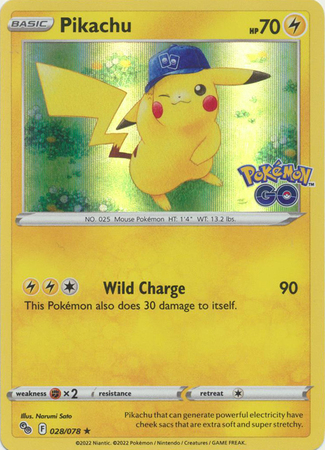 BASIC Pikachu HP70
Pokémon
GO
NO. 025 Mouse Pokémon HT: 1'4" WT: 13.2 lbs.
Wild Charge 90
This Pokémon also does 30 damage to itself.
weakness ×2 resistance retreat
Illus. Narumi Sato
F 028/078 ★
Pikachu that can generate powerful electricity have
cheek sacs that are extra soft and super stretchy.
©2022 Niantic. ©2022 Pokémon / Nintendo / Creatures / GAME FREAK.